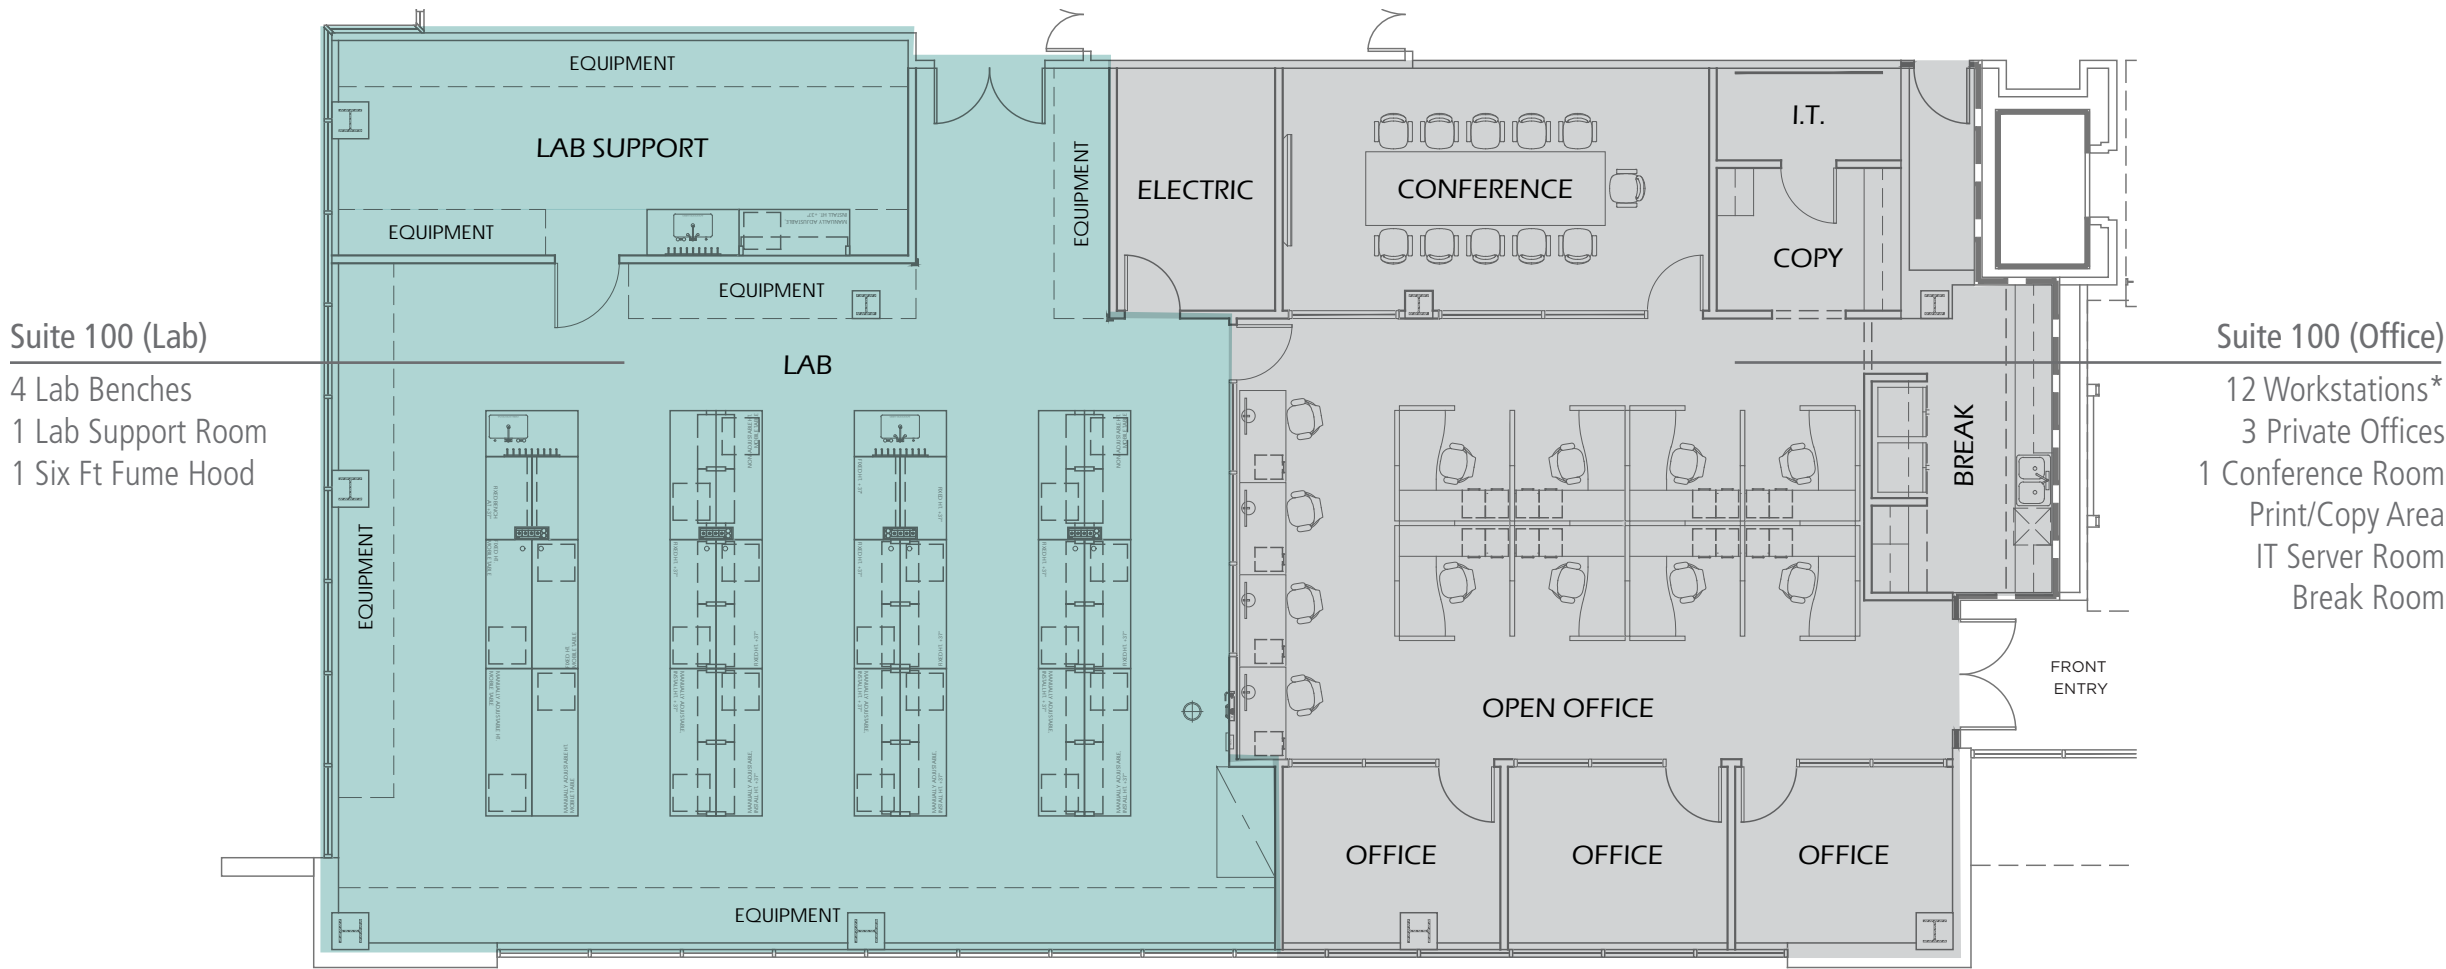 EQUIPMENT
LAB SUPPORT
EQUIPMENT
EQUIPMENT
EQUIPMENT
ELECTRIC
CONFERENCE
I.T.
COPY
Suite 100 (Lab)
4 Lab Benches
1 Lab Support Room
1 Six Ft Fume Hood
LAB
EQUIPMENT
EQUIPMENT
Suite 100 (Office)
12 Workstations*
3 Private Offices
1 Conference Room
Print/Copy Area
IT Server Room
Break Room
BREAK
OPEN OFFICE
FRONT
ENTRY
OFFICE
OFFICE
OFFICE